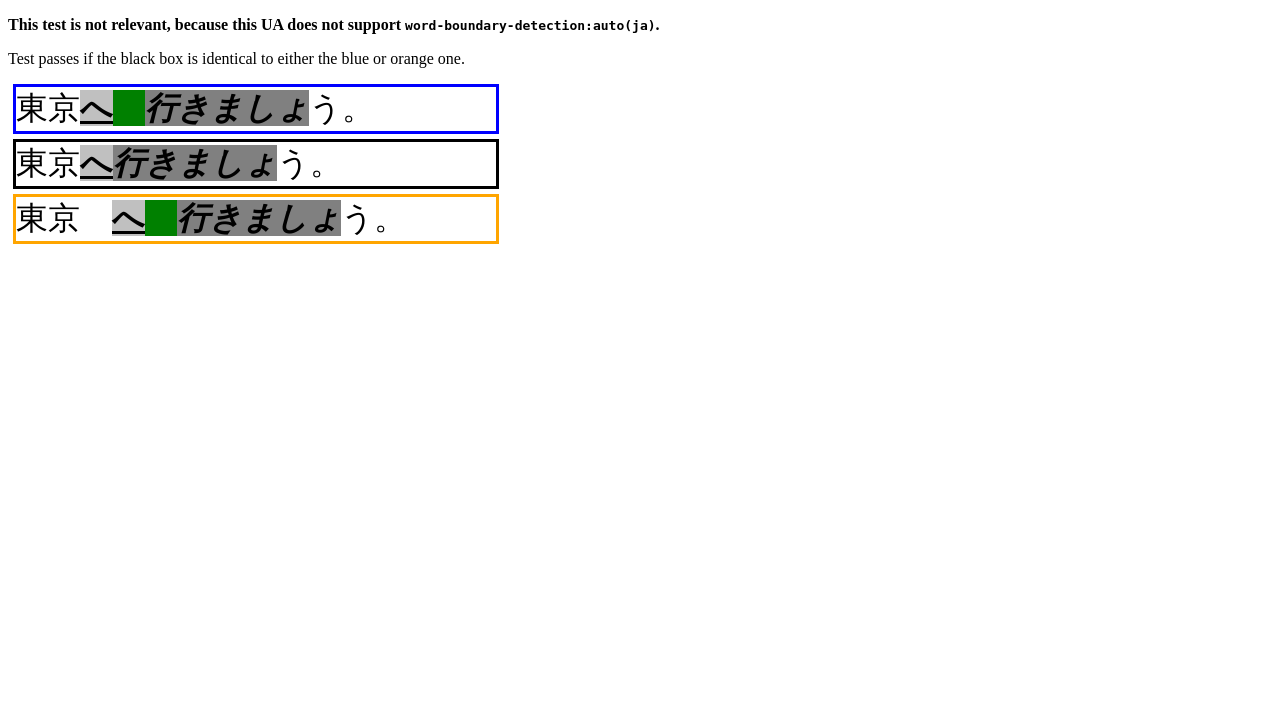 This test is not relevant, because this UA does not support word-boundary-detection:auto(ja).
Test passes if the black box is identical to either the blue or orange one.
東京へ　行きましょう。
東京へ行きましょう。
東京　へ　行きましょう。